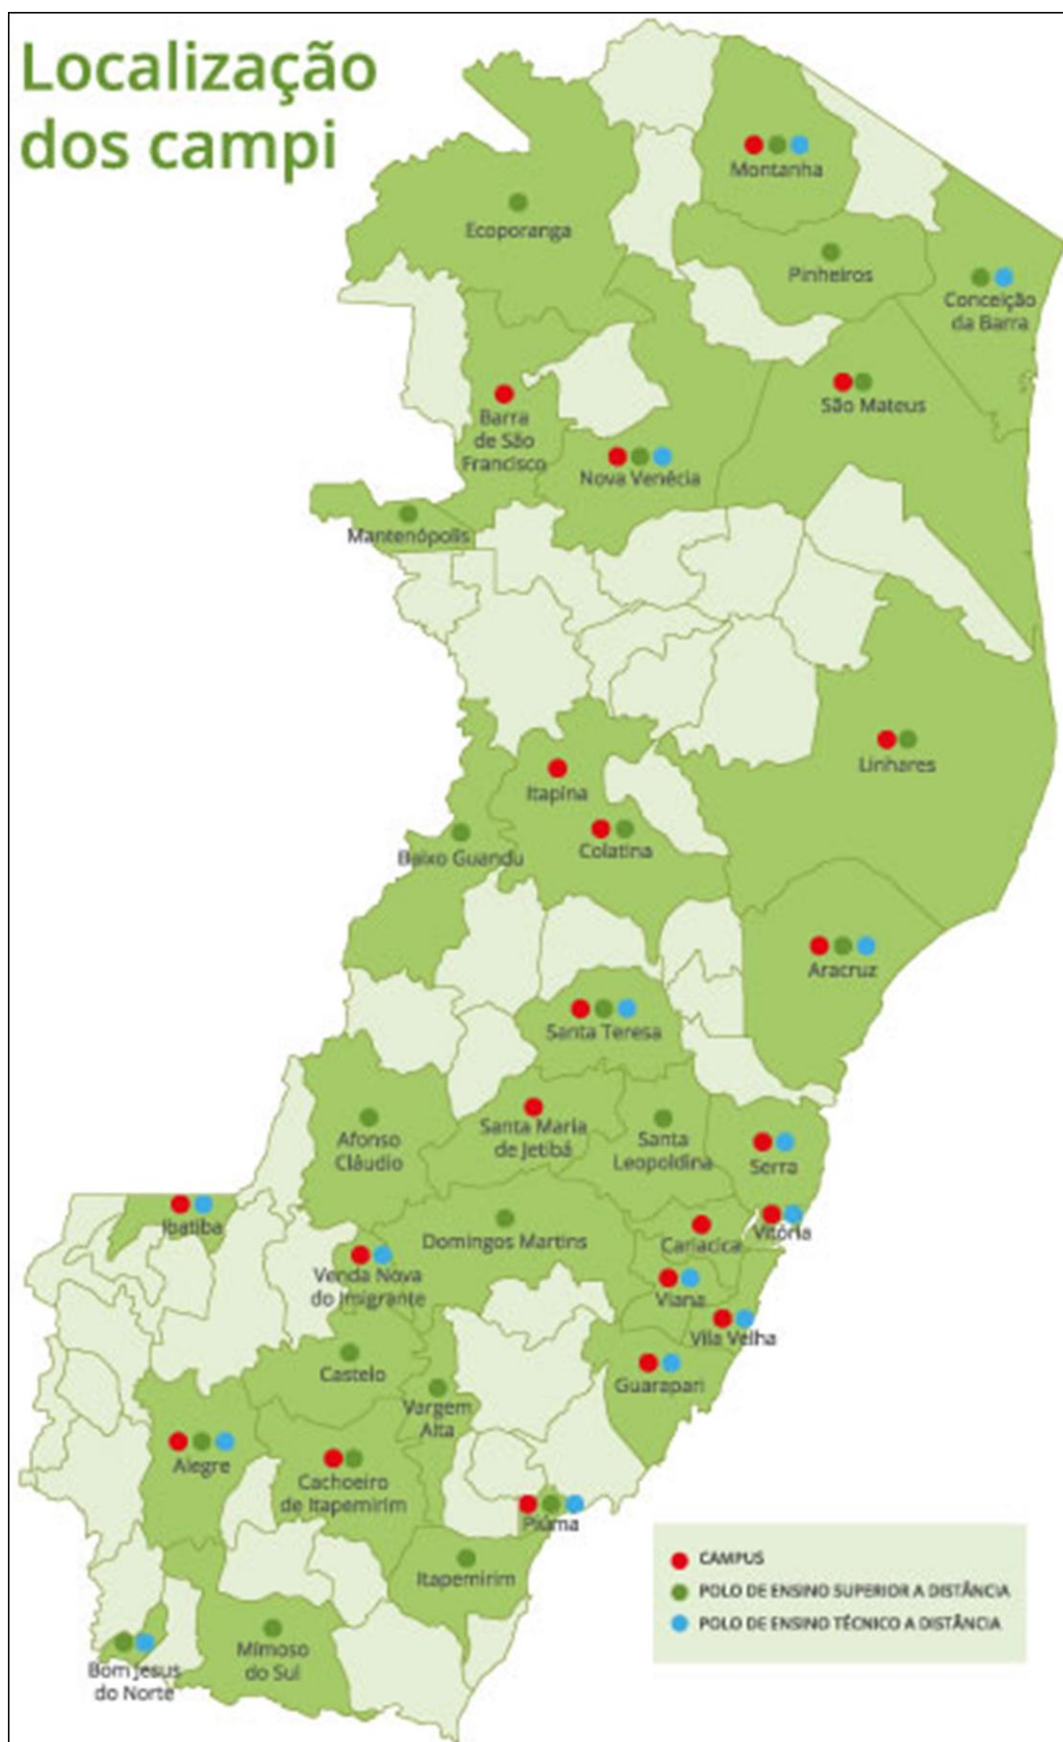 Localização
dos campi
Montanha
Ecoporanga
Pinheiros
Conceição
da Barra
São Mateus
Barra
de São
Francisco
Nova Venécia
Mantenópolis
Linhares
Itapina
Colatina
Baixo Guandu
Aracruz
Santa Teresa
Santa Maria
de Jetibá
Afonso
Cláudio
Santa
Leopoldina
Serra
Ibatiba
Vitória
Domingos Martins
Cariacica
Venda Nova
do Imigrante
Viana
Vila Velha
Castelo
Guarapari
Vargem
Alta
Alegre
Cachoeiro
de Itapemirim
Piúma
Itapemirim
Mimoso
do Sul
Bom Jesus
do Norte
CAMPUS
POLO DE ENSINO SUPERIOR A DISTÂNCIA
POLO DE ENSINO TÉCNICO A DISTÂNCIA